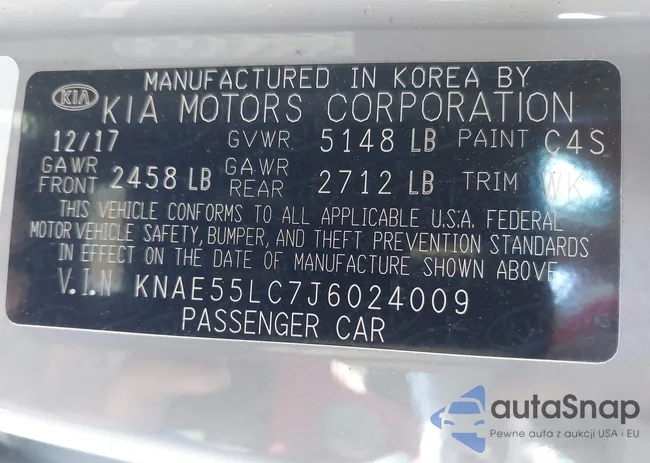 MANUFACTURED IN KOREA BY
KIA KIA MOTORS CORPORATION
12/17 GVWR 5148 LB PAINT C4S
GAWR FRONT 2458 LB GAWR REAR 2712 LB TRIM WK
THIS VEHICLE CONFORMS TO ALL APPLICABLE U.S.A. FEDERAL
MOTOR VEHICLE SAFETY, BUMPER, AND THEFT PREVENTION STANDARDS
IN EFFECT ON THE DATE OF MANUFACTURE SHOWN ABOVE.
V.I.N KNAE55LC7J6024009
PASSENGER CAR
autaSnap
Pewne auta z aukcji USA i EU